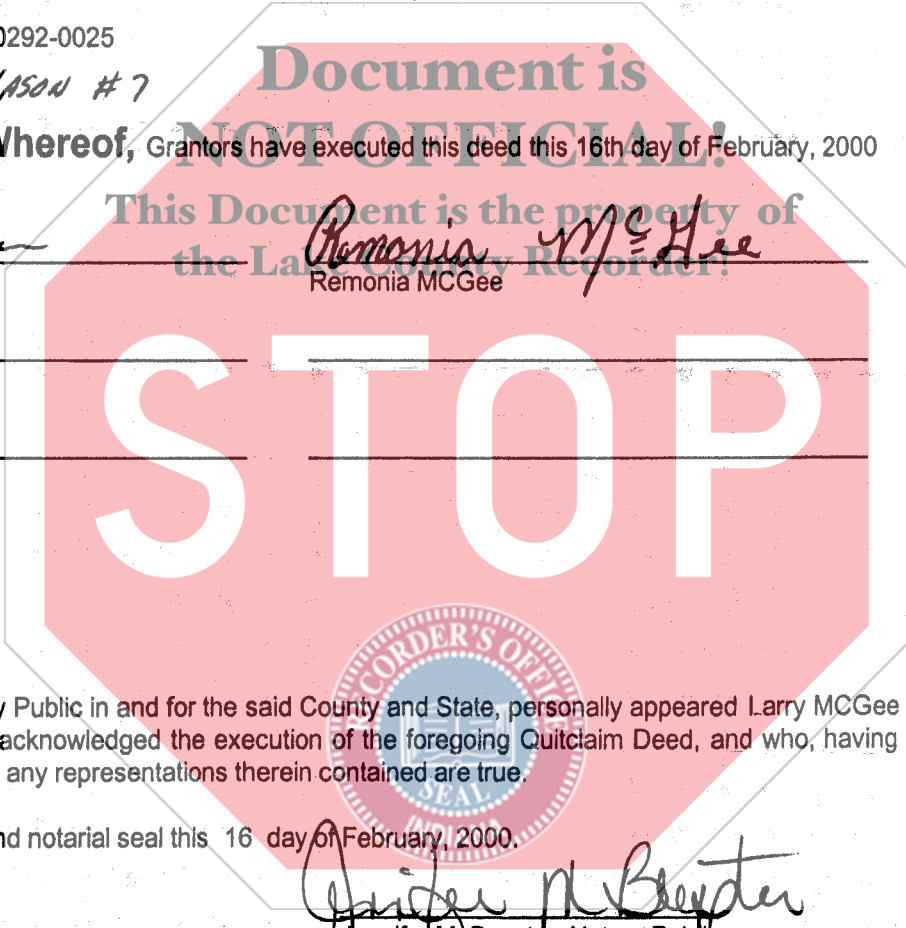 0292-0025
ASON #7
Document is
Whereof, Grantors have executed this deed this 16th day of February, 2000
NOT OFFICIAL!
This Document is the property of
the Lake County Recorder!
Remonia McGee
Remonia MCGee
STOP
RECORDER'S OFFICE
SEAL
INDIANA
y Public in and for the said County and State, personally appeared Larry MCGee
acknowledged the execution of the foregoing Quitclaim Deed, and who, having
any representations therein contained are true.
nd notarial seal this 16 day of February, 2000.